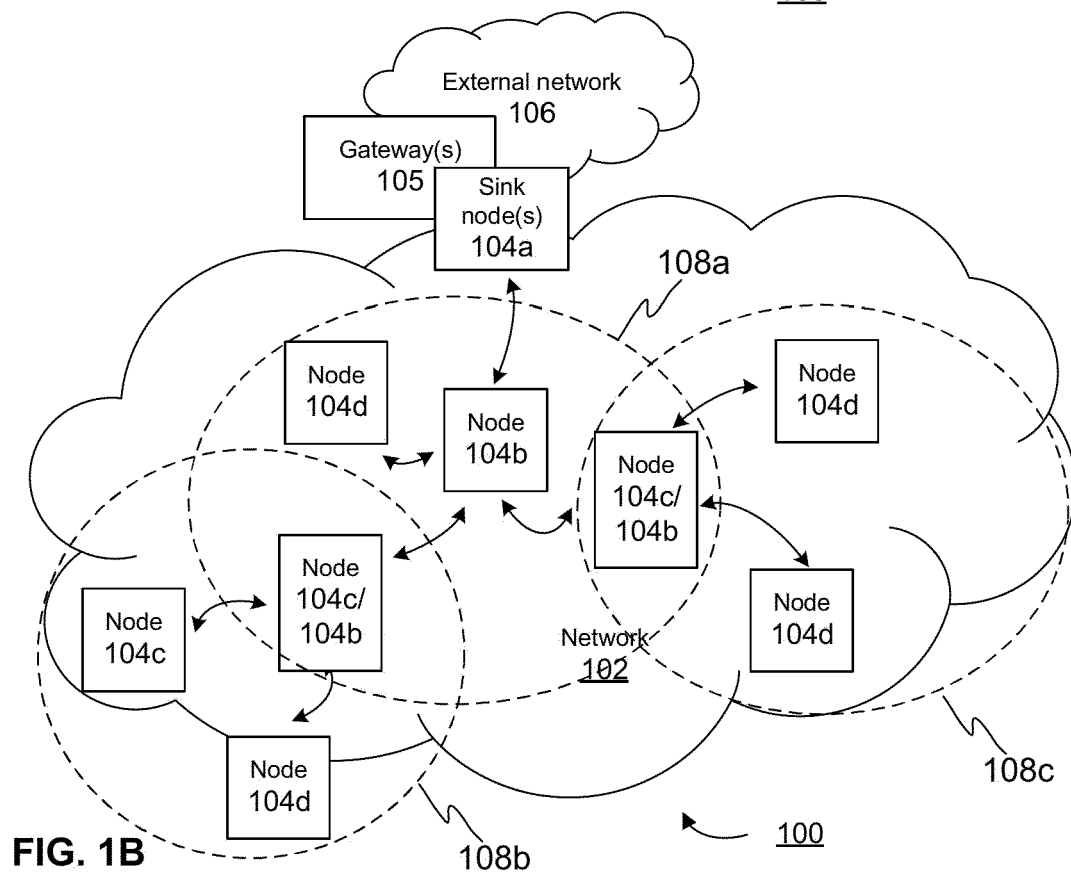 External network
106
Gateway(s)
105
Sink
node(s)
104a
108a
Node
104d
Node
104b
Node
104d
Node
104c/
104b
Node
104c/
104b
Node
104c
Node
104d
Network
102
Node
104d
108c
100
FIG. 1B
108b